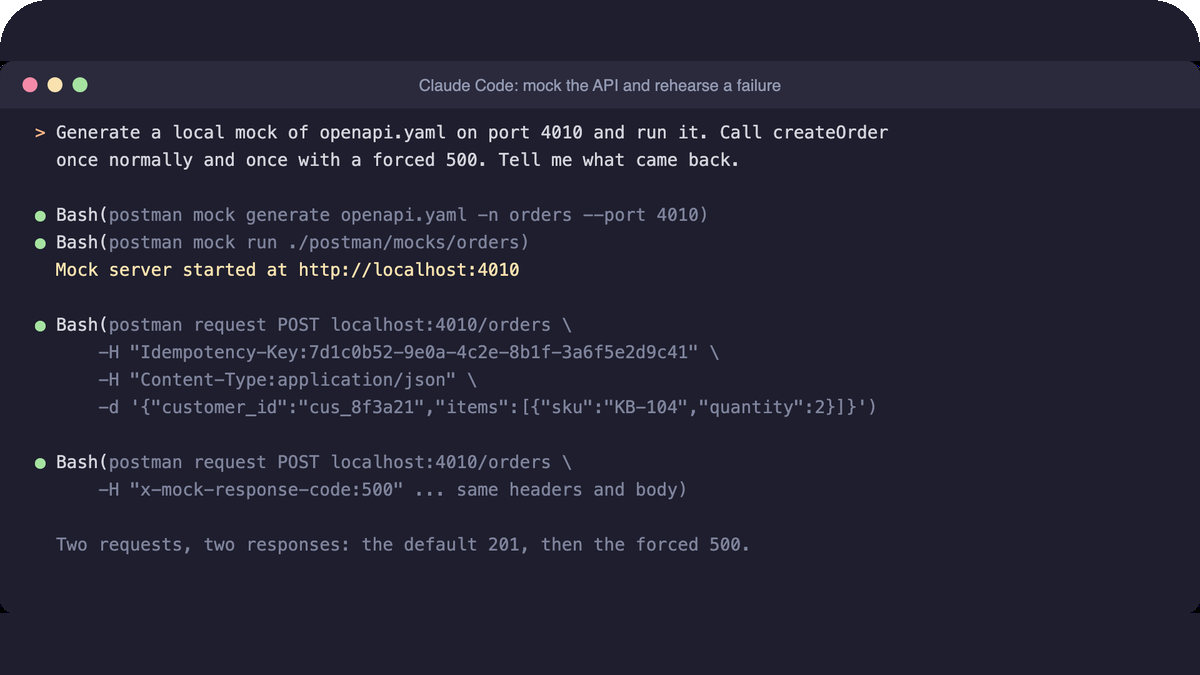 Claude Code: mock the API and rehearse a failure
> Generate a local mock of openapi.yaml on port 4010 and run it. Call createOrder
once normally and once with a forced 500. Tell me what came back.
● Bash(postman mock generate openapi.yaml -n orders --port 4010)
● Bash(postman mock run ./postman/mocks/orders)
Mock server started at http://localhost:4010
● Bash(postman request POST localhost:4010/orders \
-H "Idempotency-Key:7d1c0b52-9e0a-4c2e-8b1f-3a6f5e2d9c41" \
-H "Content-Type:application/json" \
-d '{"customer_id":"cus_8f3a21","items":[{"sku":"KB-104","quantity":2}]}')
● Bash(postman request POST localhost:4010/orders \
-H "x-mock-response-code:500" ... same headers and body)
Two requests, two responses: the default 201, then the forced 500.